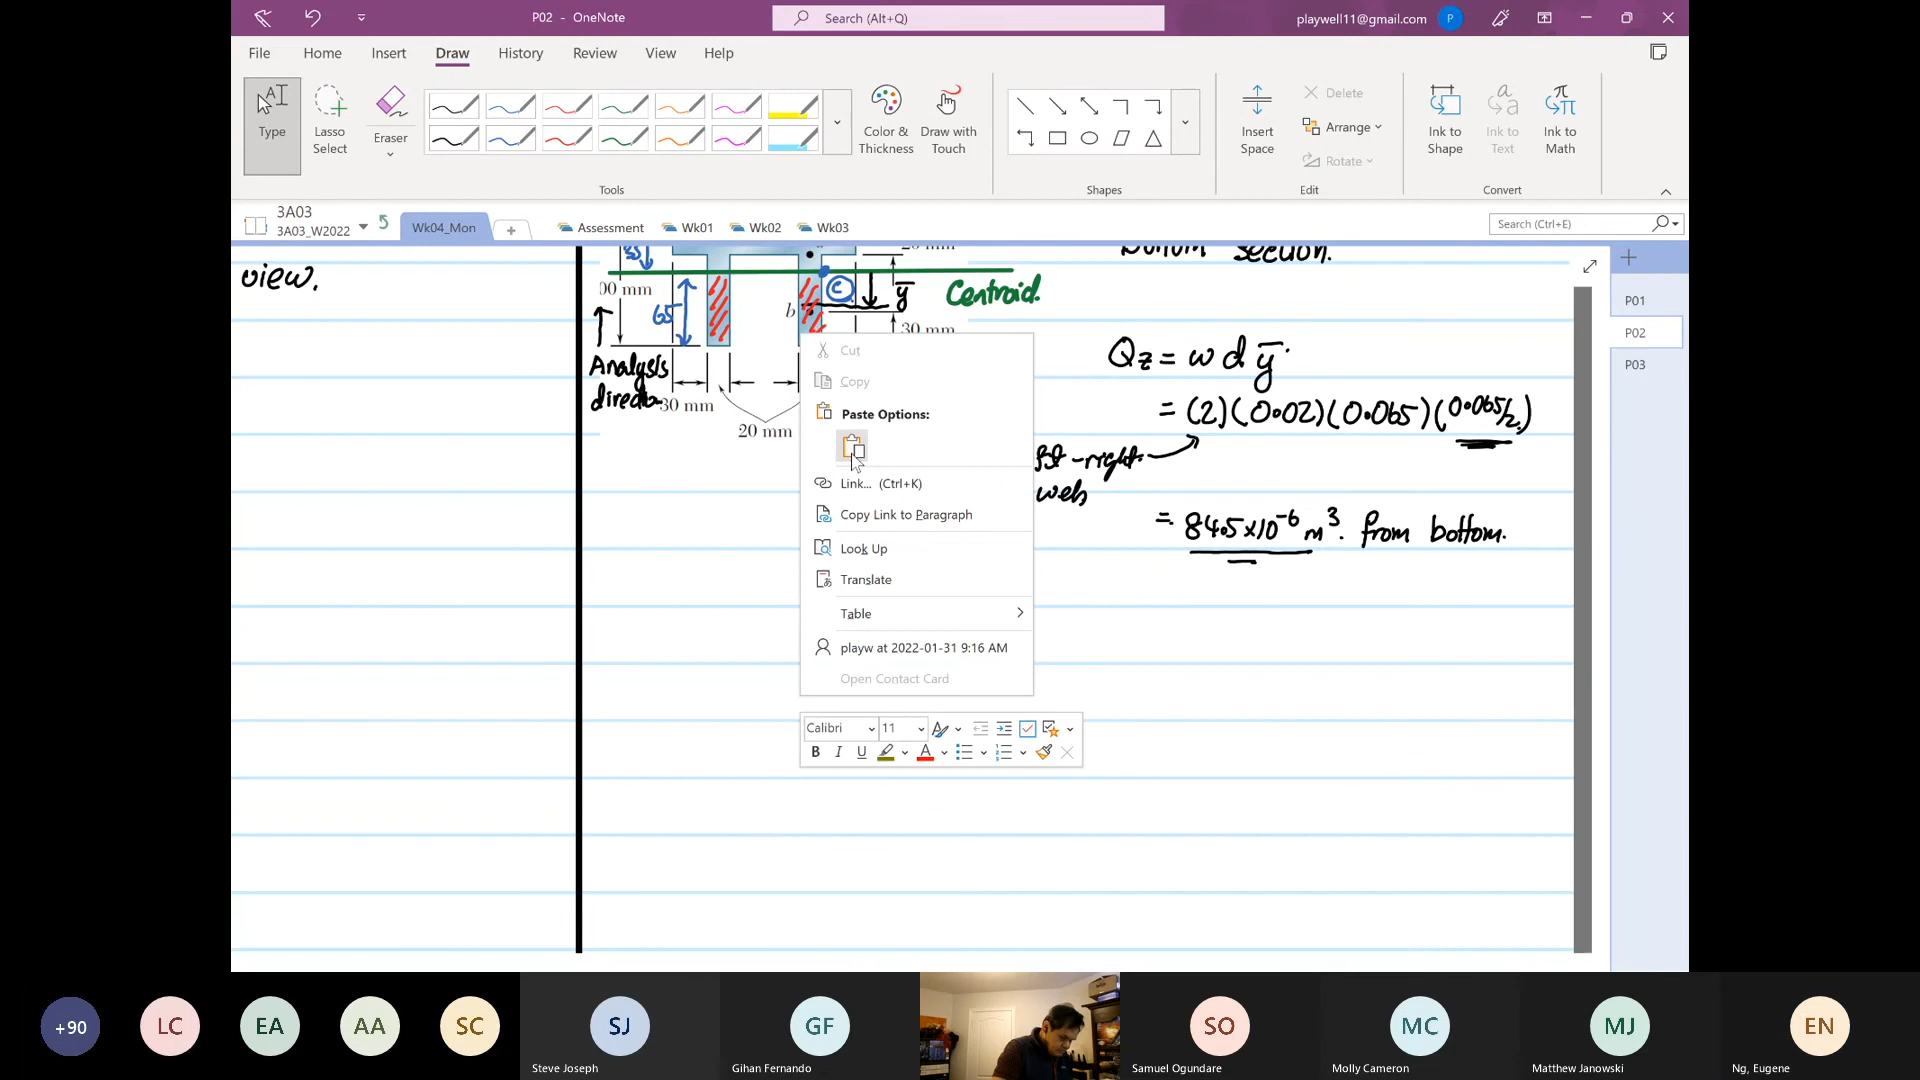 P02 - OneNote
Search (Alt+Q)
playwell11@gmail.com
P
File
Home
Insert
Draw
History
Review
View
Help
Type
Lasso Select
Eraser
Color & Thickness
Draw with Touch
Insert Space
Delete
Arrange
Rotate
Ink to Shape
Ink to Text
Ink to Math
Tools
Shapes
Edit
Convert
3A03
3A03_W2022
Wk04_Mon
Assessment
Wk01
Wk02
Wk03
Search (Ctrl+E)
P01
P02
P03
view.
bottom section.
00 mm
65
b
C
ȳ
30 mm
Centroid.
Analysis
30 mm
20 mm
Qz = w d ȳ
= (2)(0.02)(0.065)(0.065/2)
-right
web
= 84.5x10⁻⁶ m³. from bottom.
Cut
Copy
Paste Options:
Link... (Ctrl+K)
Copy Link to Paragraph
Look Up
Translate
Table
playw at 2022-01-31 9:16 AM
Open Contact Card
Calibri
11
B I U
+90
LC
EA
AA
SC
SJ
GF
SO
MC
MJ
EN
Steve Joseph
Gihan Fernando
Samuel Ogundare
Molly Cameron
Matthew Janowski
Ng, Eugene